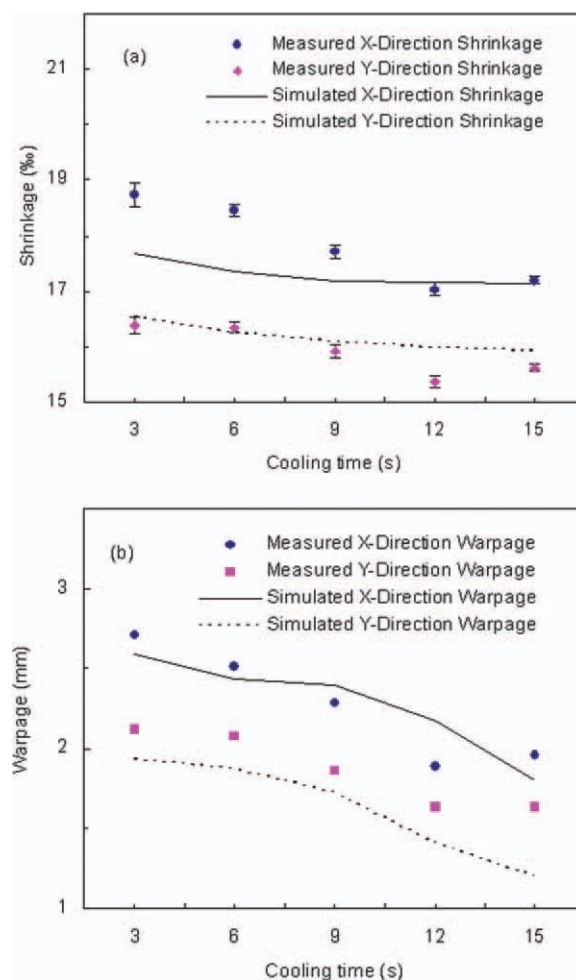 (a)
Measured X-Direction Shrinkage
Measured Y-Direction Shrinkage
Simulated X-Direction Shrinkage
Simulated Y-Direction Shrinkage
Shrinkage (‰)
21
19
17
15
3 6 9 12 15
Cooling time (s)
(b)
Measured X-Direction Warpage
Measured Y-Direction Warpage
Simulated X-Direction Warpage
Simulated Y-Direction Warpage
Warpage (mm)
3
2
1
3 6 9 12 15
Cooling time (s)